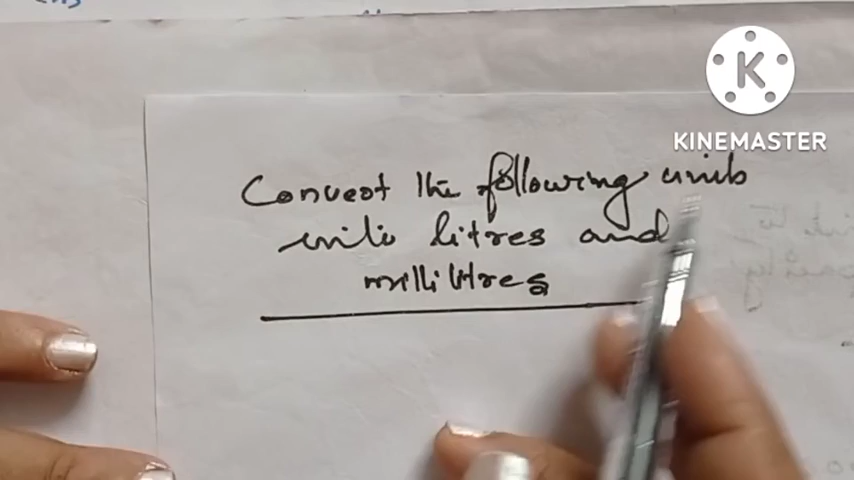 K
KINEMASTER
Convert the following units
into litres and
millilitres